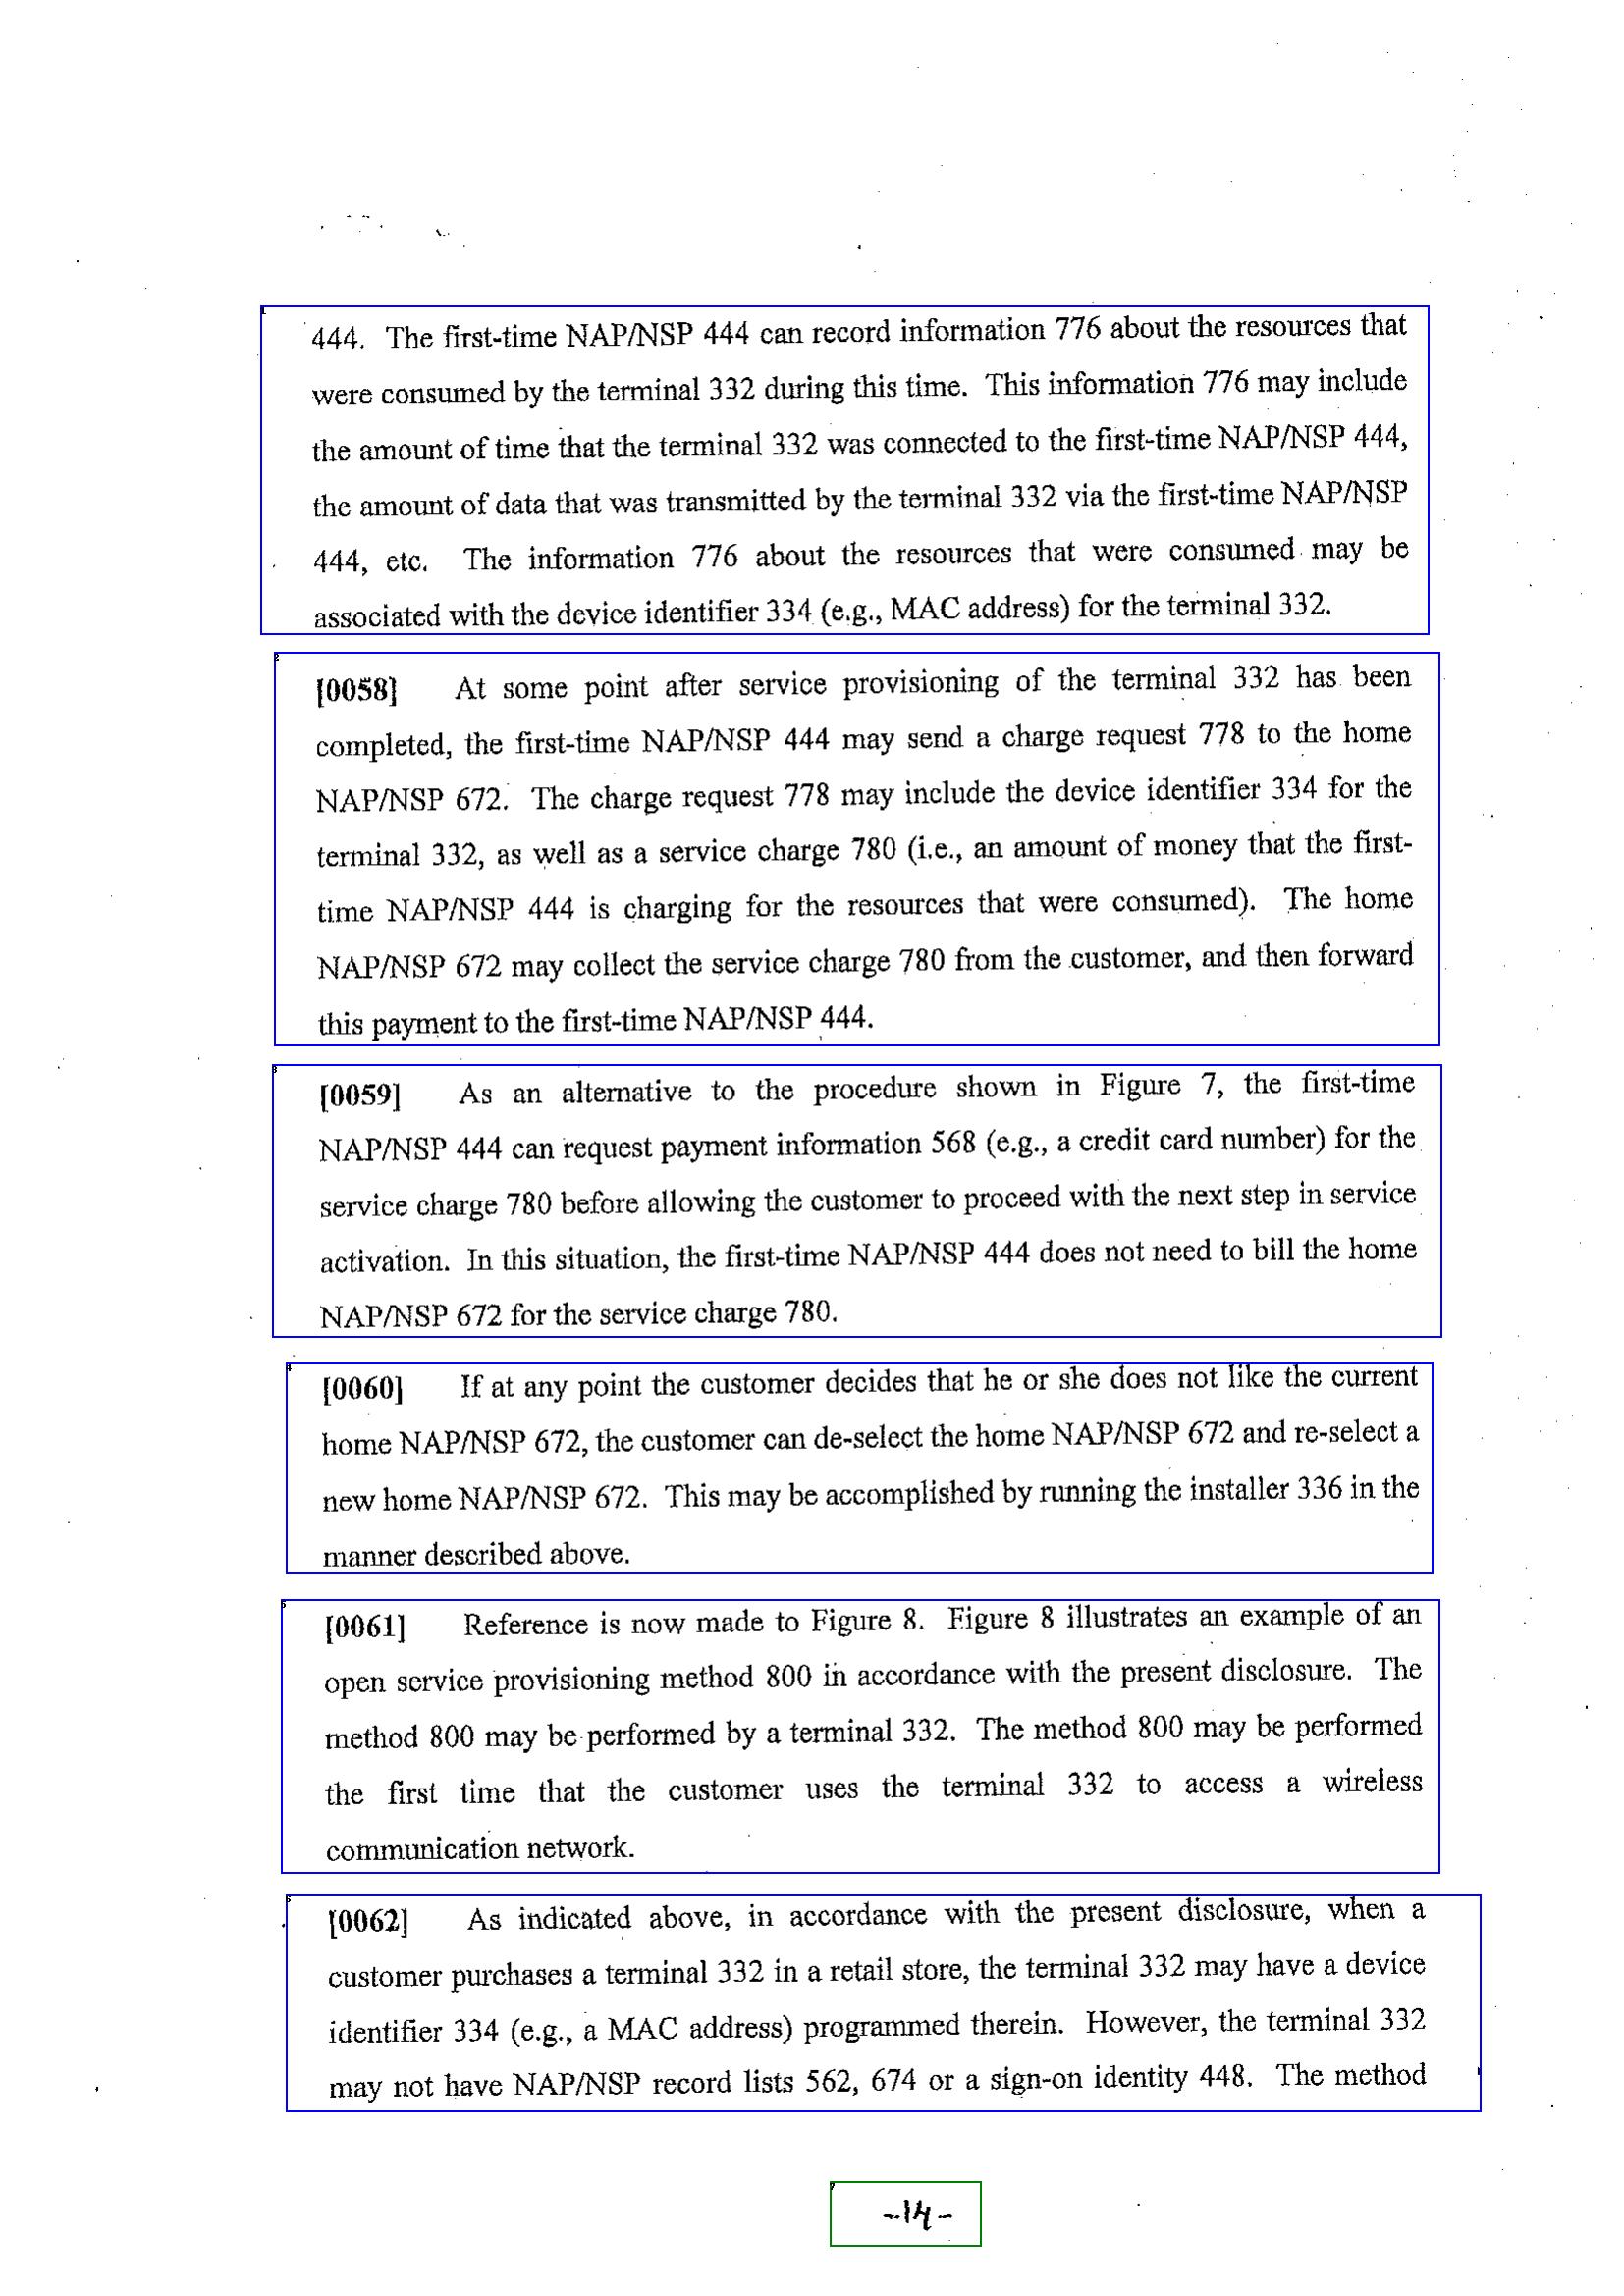 444. The first-time NAP/NSP 444 can record information 776 about the resources that
were consumed by the terminal 332 during this time. This information 776 may include
the amount of time that the terminal 332 was connected to the first-time NAP/NSP 444,
the amount of data that was transmitted by the terminal 332 via the first-time NAP/NSP
444, etc. The information 776 about the resources that were consumed may be
associated with the device identifier 334 (e.g., MAC address) for the terminal 332.
[0058] At some point after service provisioning of the terminal 332 has been
completed, the first-time NAP/NSP 444 may send a charge request 778 to the home
NAP/NSP 672. The charge request 778 may include the device identifier 334 for the
terminal 332, as well as a service charge 780 (i.e., an amount of money that the first-
time NAP/NSP 444 is charging for the resources that were consumed). The home
NAP/NSP 672 may collect the service charge 780 from the customer, and then forward
this payment to the first-time NAP/NSP 444.
[0059] As an alternative to the procedure shown in Figure 7, the first-time
NAP/NSP 444 can request payment information 568 (e.g., a credit card number) for the
service charge 780 before allowing the customer to proceed with the next step in service
activation. In this situation, the first-time NAP/NSP 444 does not need to bill the home
NAP/NSP 672 for the service charge 780.
[0060] If at any point the customer decides that he or she does not like the current
home NAP/NSP 672, the customer can de-select the home NAP/NSP 672 and re-select a
new home NAP/NSP 672. This may be accomplished by running the installer 336 in the
manner described above.
[0061] Reference is now made to Figure 8. Figure 8 illustrates an example of an
open service provisioning method 800 in accordance with the present disclosure. The
method 800 may be performed by a terminal 332. The method 800 may be performed
the first time that the customer uses the terminal 332 to access a wireless
communication network.
[0062] As indicated above, in accordance with the present disclosure, when a
customer purchases a terminal 332 in a retail store, the terminal 332 may have a device
identifier 334 (e.g., a MAC address) programmed therein. However, the terminal 332
may not have NAP/NSP record lists 562, 674 or a sign-on identity 448. The method
-14-